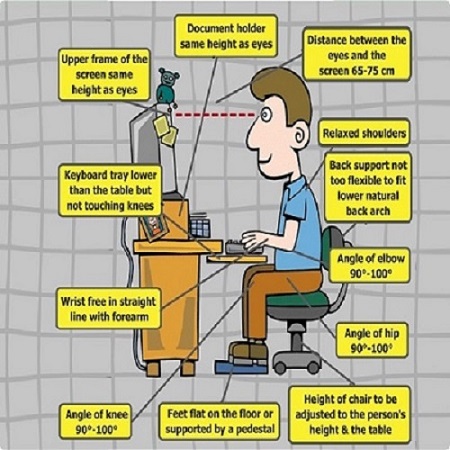 Document holder
same height as eyes
Distance between the
eyes and the
screen 65-75 cm
Upper frame of the
screen same
height as eyes
Relaxed shoulders
Keyboard tray lower
than the table but
not touching knees
Back support not
too flexible to fit
lower natural
back arch
Angle of elbow
90°-100°
Wrist free in straight
line with forearm
Angle of hip
90°-100°
Angle of knee
90°-100°
Feet flat on the floor or
supported by a pedestal
Height of chair to be
adjusted to the person's
height & the table